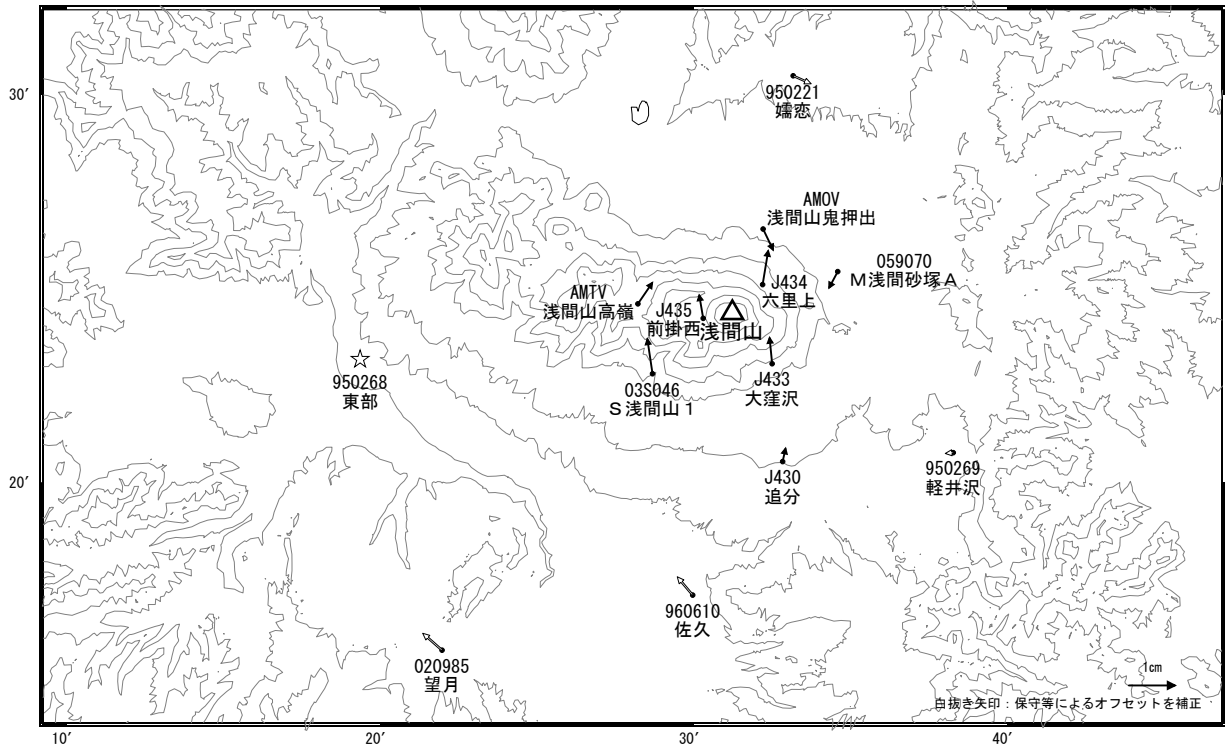 30′
950221
嬬恋
AMOV
浅間山鬼押出
059070
M浅間砂塚A
J434
六里上
AMTV
浅間山高嶺
J435
前掛西
浅間山
950268
東部
03S046
S浅間山1
J433
大窪沢
20′
J430
追分
950269
軽井沢
960610
佐久
020985
望月
1cm
白抜き矢印：保守等によるオフセットを補正
10′
20′
30′
40′